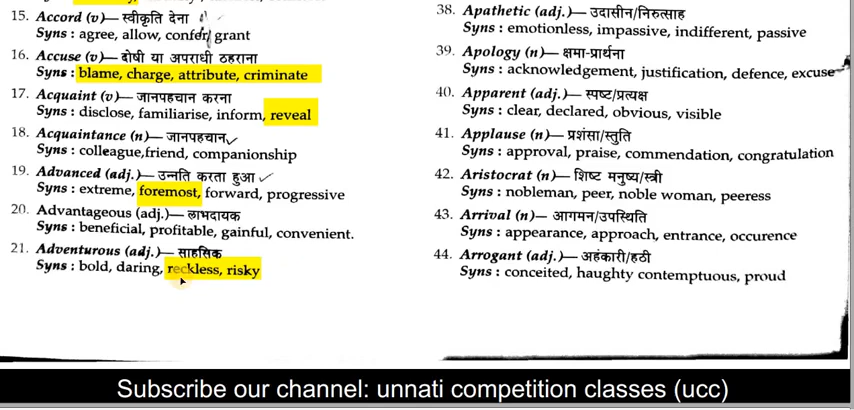 15. Accord (v)— स्वीकृति देना
Syns : agree, allow, confer, grant
16. Accuse (v)— दोषी या अपराधी ठहराना
Syns : blame, charge, attribute, criminate
17. Acquaint (v)— जानपहचान करना
Syns : disclose, familiarise, inform, reveal
18. Acquaintance (n)— जानपहचान
Syns : colleague, friend, companionship
19. Advanced (adj.)— उन्नति करता हुआ
Syns : extreme, foremost, forward, progressive
20. Advantageous (adj.)— लाभदायक
Syns : beneficial, profitable, gainful, convenient.
21. Adventurous (adj.)— साहसिक
Syns : bold, daring, reckless, risky
38. Apathetic (adj.)— उदासीन/निरुत्साह
Syns : emotionless, impassive, indifferent, passive
39. Apology (n)— क्षमा-प्रार्थना
Syns : acknowledgement, justification, defence, excuse
40. Apparent (adj.)— स्पष्ट/प्रत्यक्ष
Syns : clear, declared, obvious, visible
41. Applause (n)— प्रशंसा/स्तुति
Syns : approval, praise, commendation, congratulation
42. Aristocrat (n)— शिष्ट मनुष्य/स्त्री
Syns : nobleman, peer, noble woman, peeress
43. Arrival (n)— आगमन/उपस्थिति
Syns : appearance, approach, entrance, occurence
44. Arrogant (adj.)— अहंकारी/हठी
Syns : conceited, haughty contemptuous, proud
Subscribe our channel: unnati competition classes (ucc)